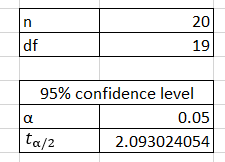 n 20
df 19
95% confidence level
α 0.05
tα/2 2.093024054